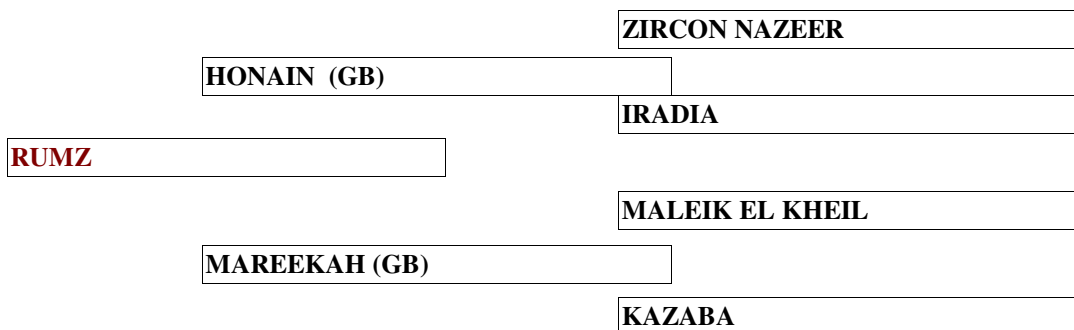 ZIRCON NAZEER
HONAIN (GB)
IRADIA
RUMZ
MALEIK EL KHEIL
MAREEKAH (GB)
KAZABA